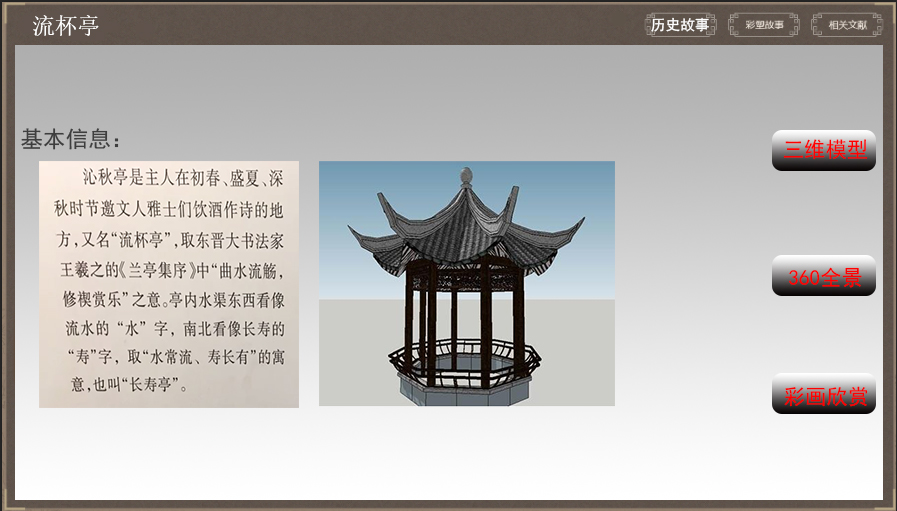 流杯亭
历史故事
彩塑故事
相关文献
基本信息：
沁秋亭是主人在初春、盛夏、深
秋时节邀文人雅士们饮酒作诗的地
方，又名“流杯亭”，取东晋大书法家
王羲之的《兰亭集序》中“曲水流觞，
修禊赏乐”之意。亭内水渠东西看像
流水的“水”字，南北看像长寿的
“寿”字，取“水常流、寿长有”的寓
意，也叫“长寿亭”。
三维模型
360全景
彩画欣赏